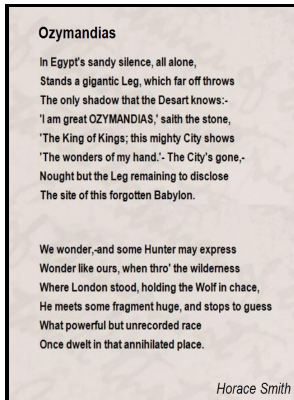 Ozymandias
In Egypt's sandy silence, all alone,
Stands a gigantic Leg, which far off throws
The only shadow that the Desart knows:-
'I am great OZYMANDIAS,' saith the stone,
'The King of Kings; this mighty City shows
'The wonders of my hand.'- The City's gone,-
Nought but the Leg remaining to disclose
The site of this forgotten Babylon.
We wonder,-and some Hunter may express
Wonder like ours, when thro' the wilderness
Where London stood, holding the Wolf in chace,
He meets some fragment huge, and stops to guess
What powerful but unrecorded race
Once dwelt in that annihilated place.
Horace Smith